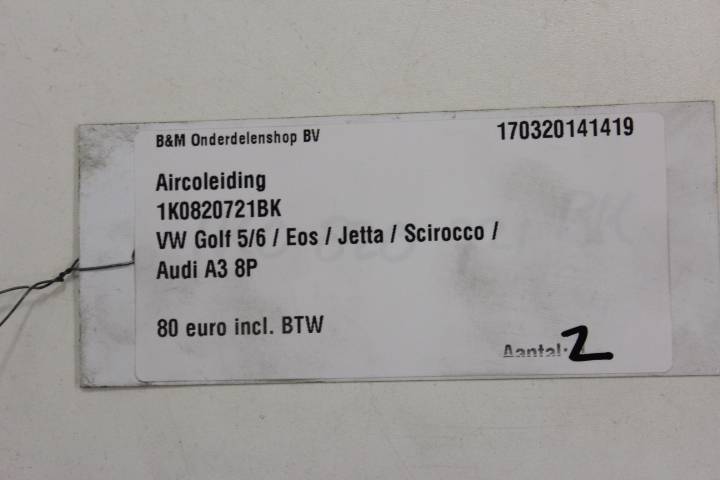 B&M Onderdelenshop BV 170320141419
Aircoleiding
1K0820721BK
VW Golf 5/6 / Eos / Jetta / Scirocco /
Audi A3 8P
80 euro incl. BTW
Aantal: 2